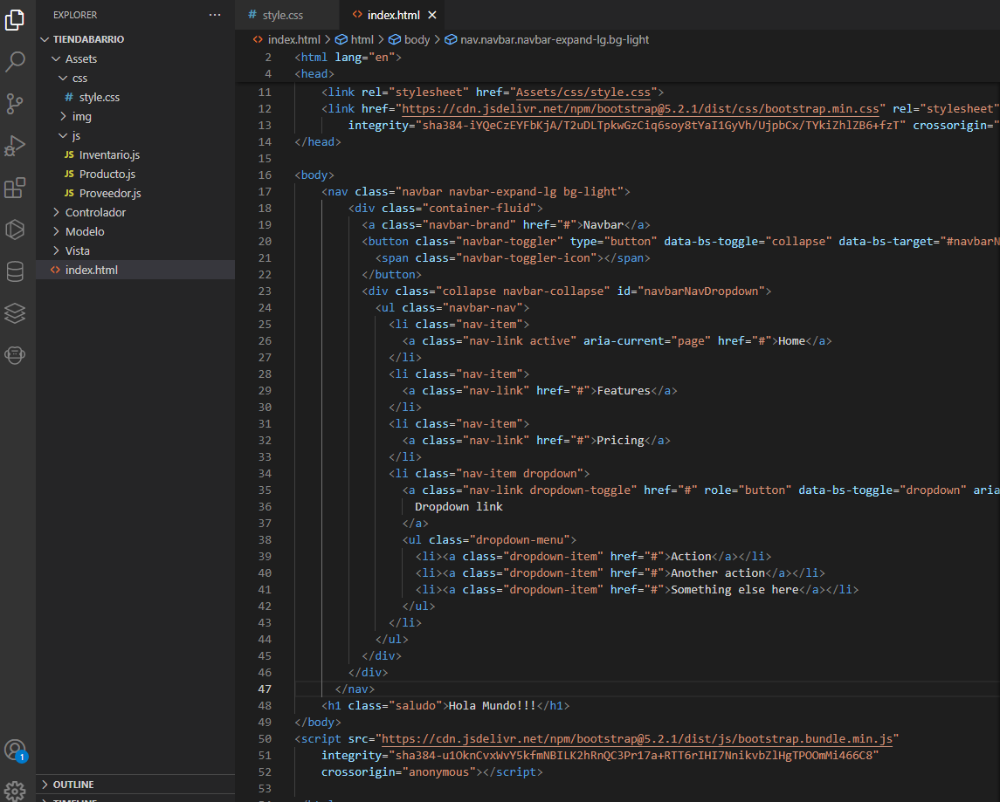 EXPLORER ...
TIENDABARRIO
Assets
css
# style.css
img
js
JS Inventario.js
JS Producto.js
JS Proveedor.js
Controlador
Modelo
Vista
<> index.html
OUTLINE
TIMELINE
1
# style.css
<> index.html ×
<> index.html > html > body > nav.navbar.navbar-expand-lg.bg-light
2 <html lang="en">
4 <head>
11 <link rel="stylesheet" href="Assets/css/style.css">
12 <link href="https://cdn.jsdelivr.net/npm/bootstrap@5.2.1/dist/css/bootstrap.min.css" rel="stylesheet"
13 integrity="sha384-iYQeCzEYFbKjA/T2uDLTpkwGzCiq6soy8tYaI1GyVh/UjpbCx/TYkiZhlZB6+fzT" crossorigin="
14 </head>
15
16 <body>
17 <nav class="navbar navbar-expand-lg bg-light">
18 <div class="container-fluid">
19 <a class="navbar-brand" href="#">Navbar</a>
20 <button class="navbar-toggler" type="button" data-bs-toggle="collapse" data-bs-target="#navbarN
21 <span class="navbar-toggler-icon"></span>
22 </button>
23 <div class="collapse navbar-collapse" id="navbarNavDropdown">
24 <ul class="navbar-nav">
25 <li class="nav-item">
26 <a class="nav-link active" aria-current="page" href="#">Home</a>
27 </li>
28 <li class="nav-item">
29 <a class="nav-link" href="#">Features</a>
30 </li>
31 <li class="nav-item">
32 <a class="nav-link" href="#">Pricing</a>
33 </li>
34 <li class="nav-item dropdown">
35 <a class="nav-link dropdown-toggle" href="#" role="button" data-bs-toggle="dropdown" aria
36 Dropdown link
37 </a>
38 <ul class="dropdown-menu">
39 <li><a class="dropdown-item" href="#">Action</a></li>
40 <li><a class="dropdown-item" href="#">Another action</a></li>
41 <li><a class="dropdown-item" href="#">Something else here</a></li>
42 </ul>
43 </li>
44 </ul>
45 </div>
46 </div>
47 </nav>
48 <h1 class="saludo">Hola Mundo!!!</h1>
49 </body>
50 <script src="https://cdn.jsdelivr.net/npm/bootstrap@5.2.1/dist/js/bootstrap.bundle.min.js"
51 integrity="sha384-u1OknCvxWvY5kfmNBILK2hRnQC3Pr17a+RTT6rIHI7NnikvbZlHgTPOOmMi466C8"
52 crossorigin="anonymous"></script>
53